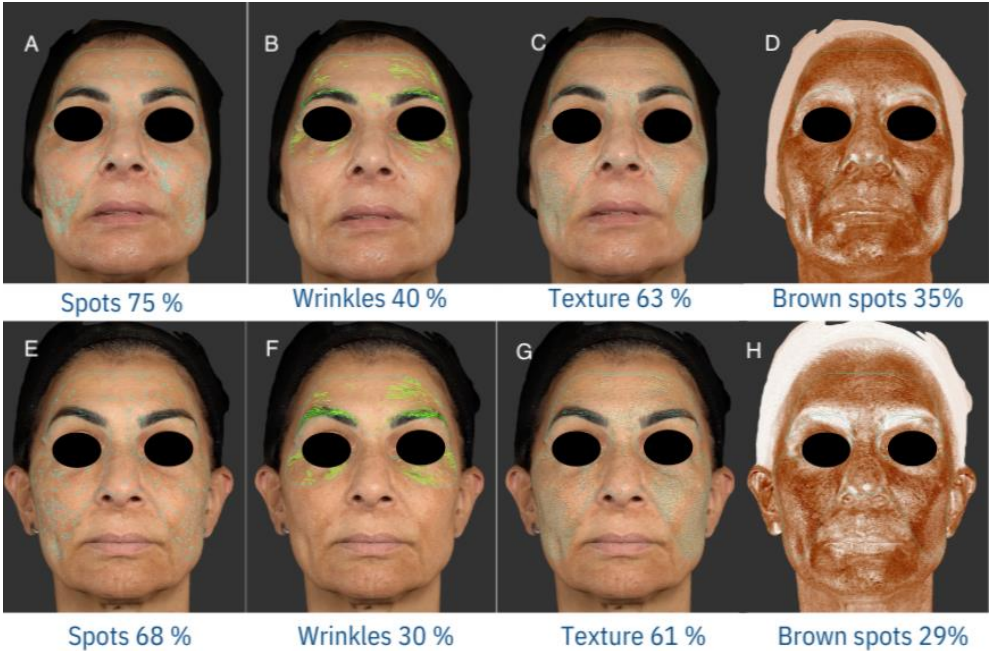 A B C D
Spots 75 % Wrinkles 40 % Texture 63 % Brown spots 35%
E F G H
Spots 68 % Wrinkles 30 % Texture 61 % Brown spots 29%